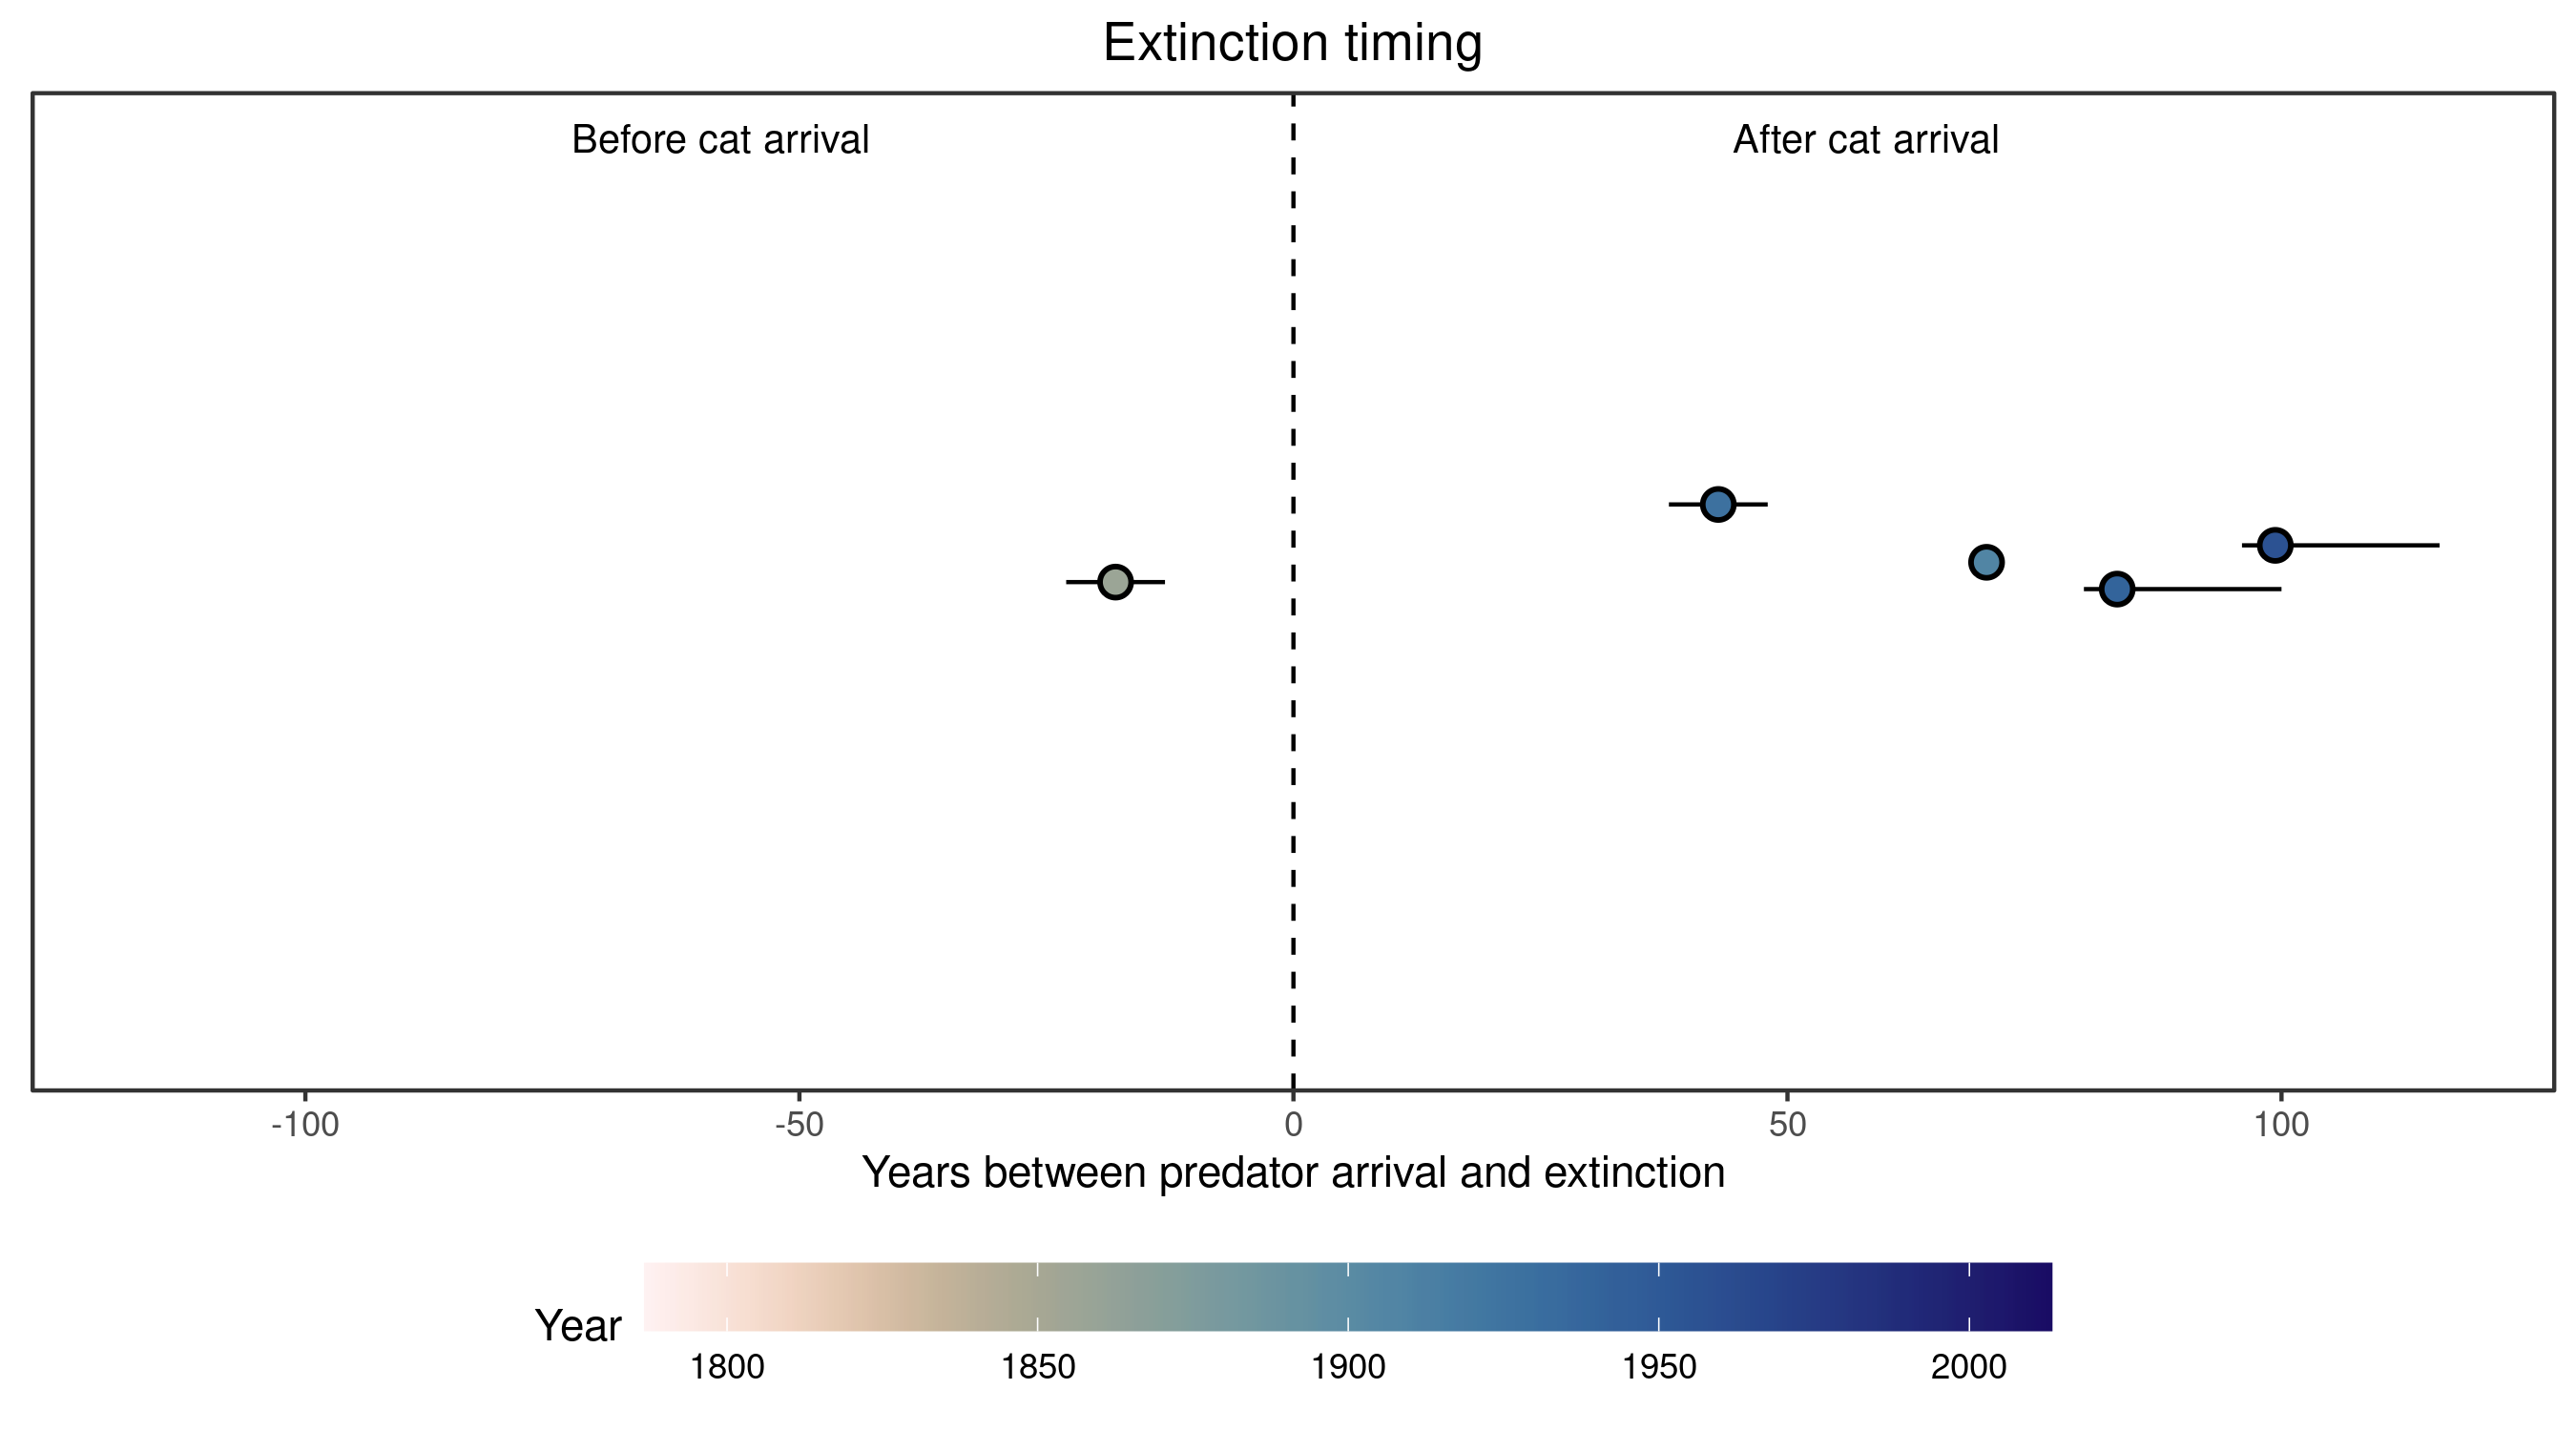 Extinction timing
Before cat arrival
After cat arrival
-100
-50
0
50
100
Years between predator arrival and extinction
Year
1800
1850
1900
1950
2000